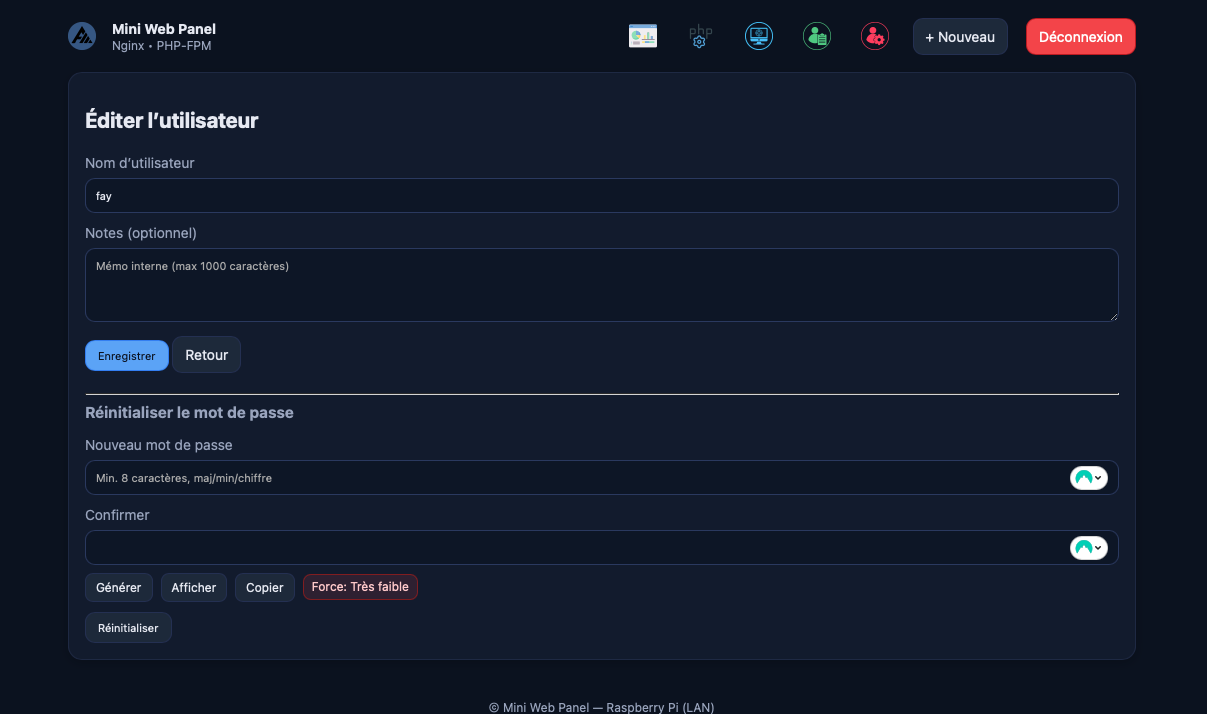 Mini Web Panel
Nginx • PHP-FPM
php
+ Nouveau
Déconnexion
Éditer l’utilisateur
Nom d’utilisateur
fay
Notes (optionnel)
Mémo interne (max 1000 caractères)
Enregistrer
Retour
Réinitialiser le mot de passe
Nouveau mot de passe
Min. 8 caractères, maj/min/chiffre
Confirmer
Générer
Afficher
Copier
Force: Très faible
Réinitialiser
© Mini Web Panel — Raspberry Pi (LAN)